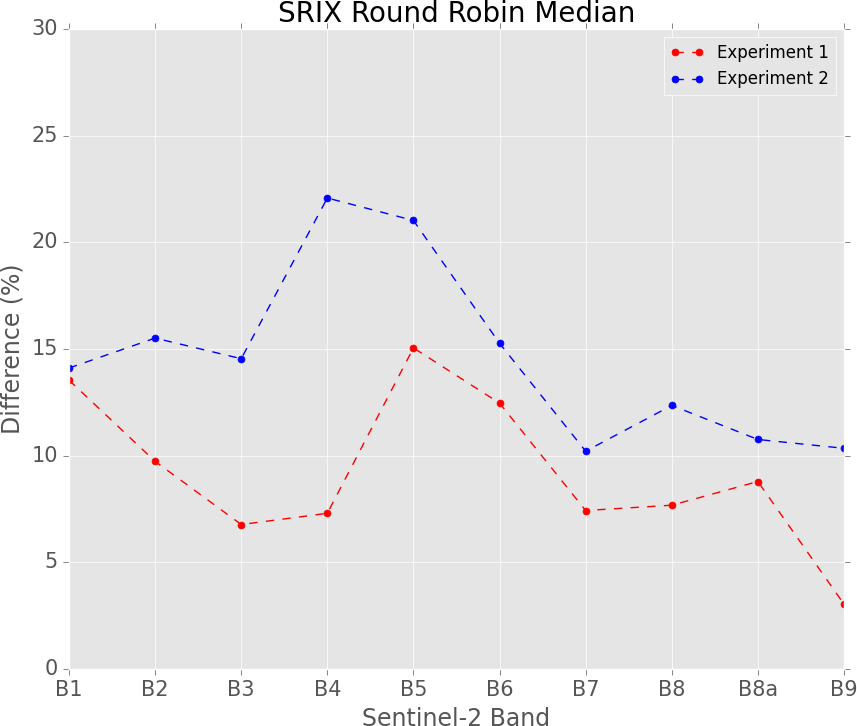 SRIX Round Robin Median
Experiment 1
Experiment 2
30
25
20
15
10
5
0
Difference (%)
B1 B2 B3 B4 B5 B6 B7 B8 B8a B9
Sentinel-2 Band